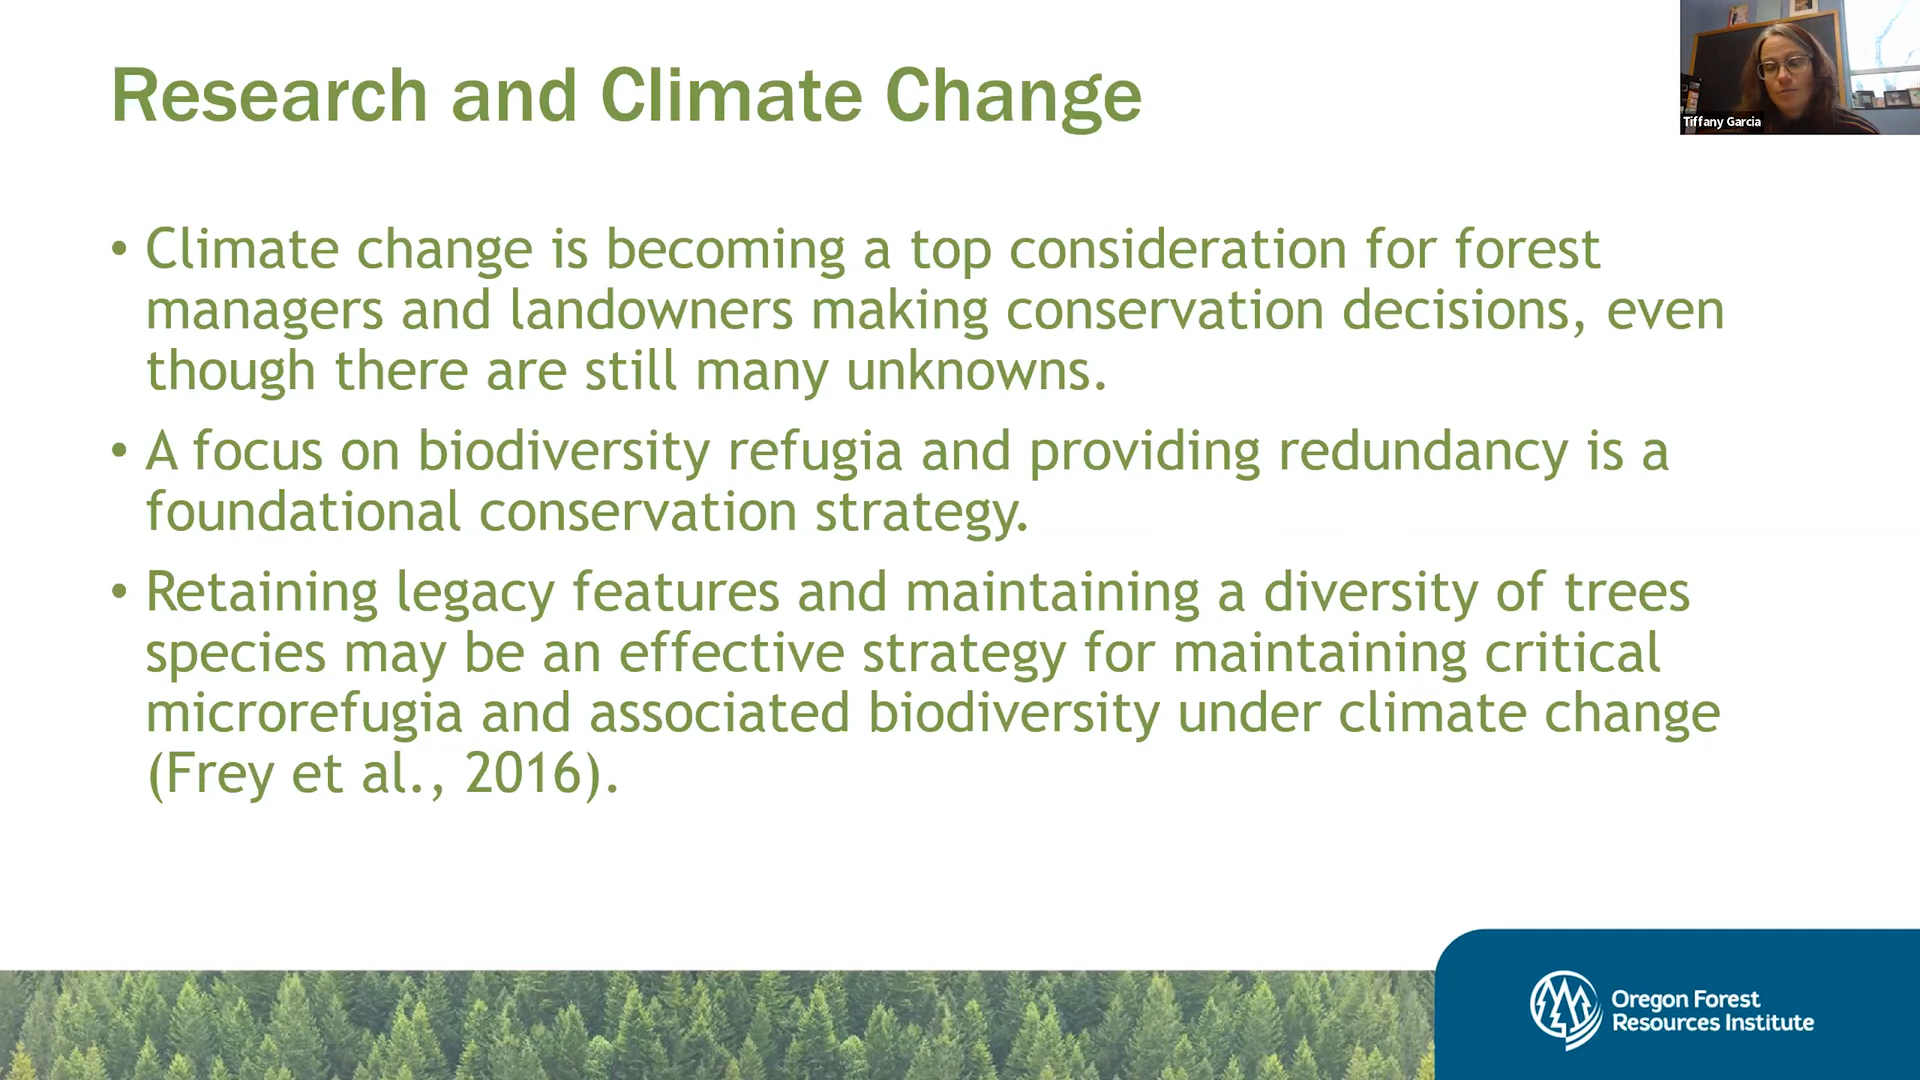 Research and Climate Change
Tiffany Garcia
• Climate change is becoming a top consideration for forest
managers and landowners making conservation decisions, even
though there are still many unknowns.
• A focus on biodiversity refugia and providing redundancy is a
foundational conservation strategy.
• Retaining legacy features and maintaining a diversity of trees
species may be an effective strategy for maintaining critical
microrefugia and associated biodiversity under climate change
(Frey et al., 2016).
Oregon Forest
Resources Institute